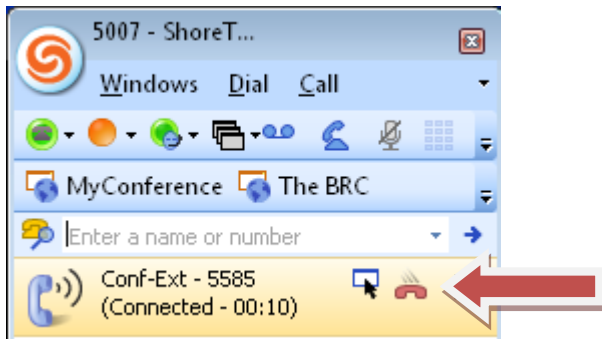 5007 - ShoreT...
Windows Dial Call
MyConference The BRC
Enter a name or number
Conf-Ext - 5585
(Connected - 00:10)